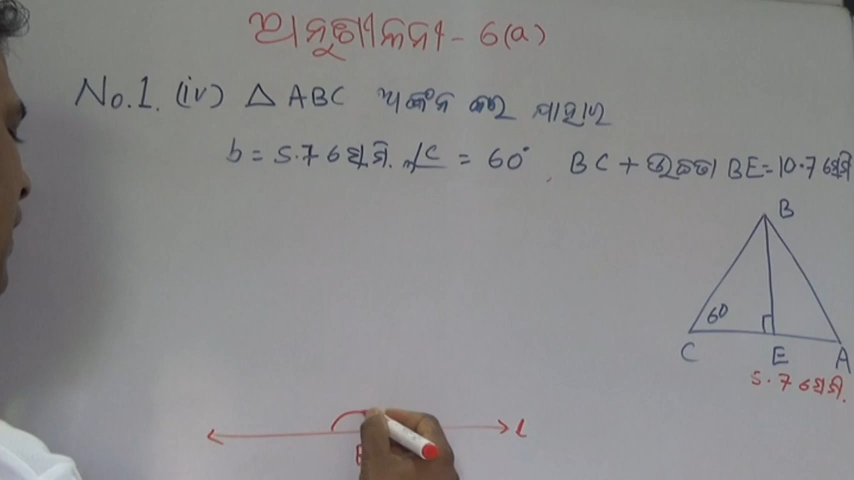 ଅନୁଶୀଳନୀ - 6(a)
No.1. (iv) △ ABC ଅଙ୍କନ କର ଯାହାର
b = 5.7 ସେ.ମି. ∠C = 60°, BC + ଉଚ୍ଚତା BE = 10.7 ସେମି
B
60
C E A
5.7 ସେମି.
L